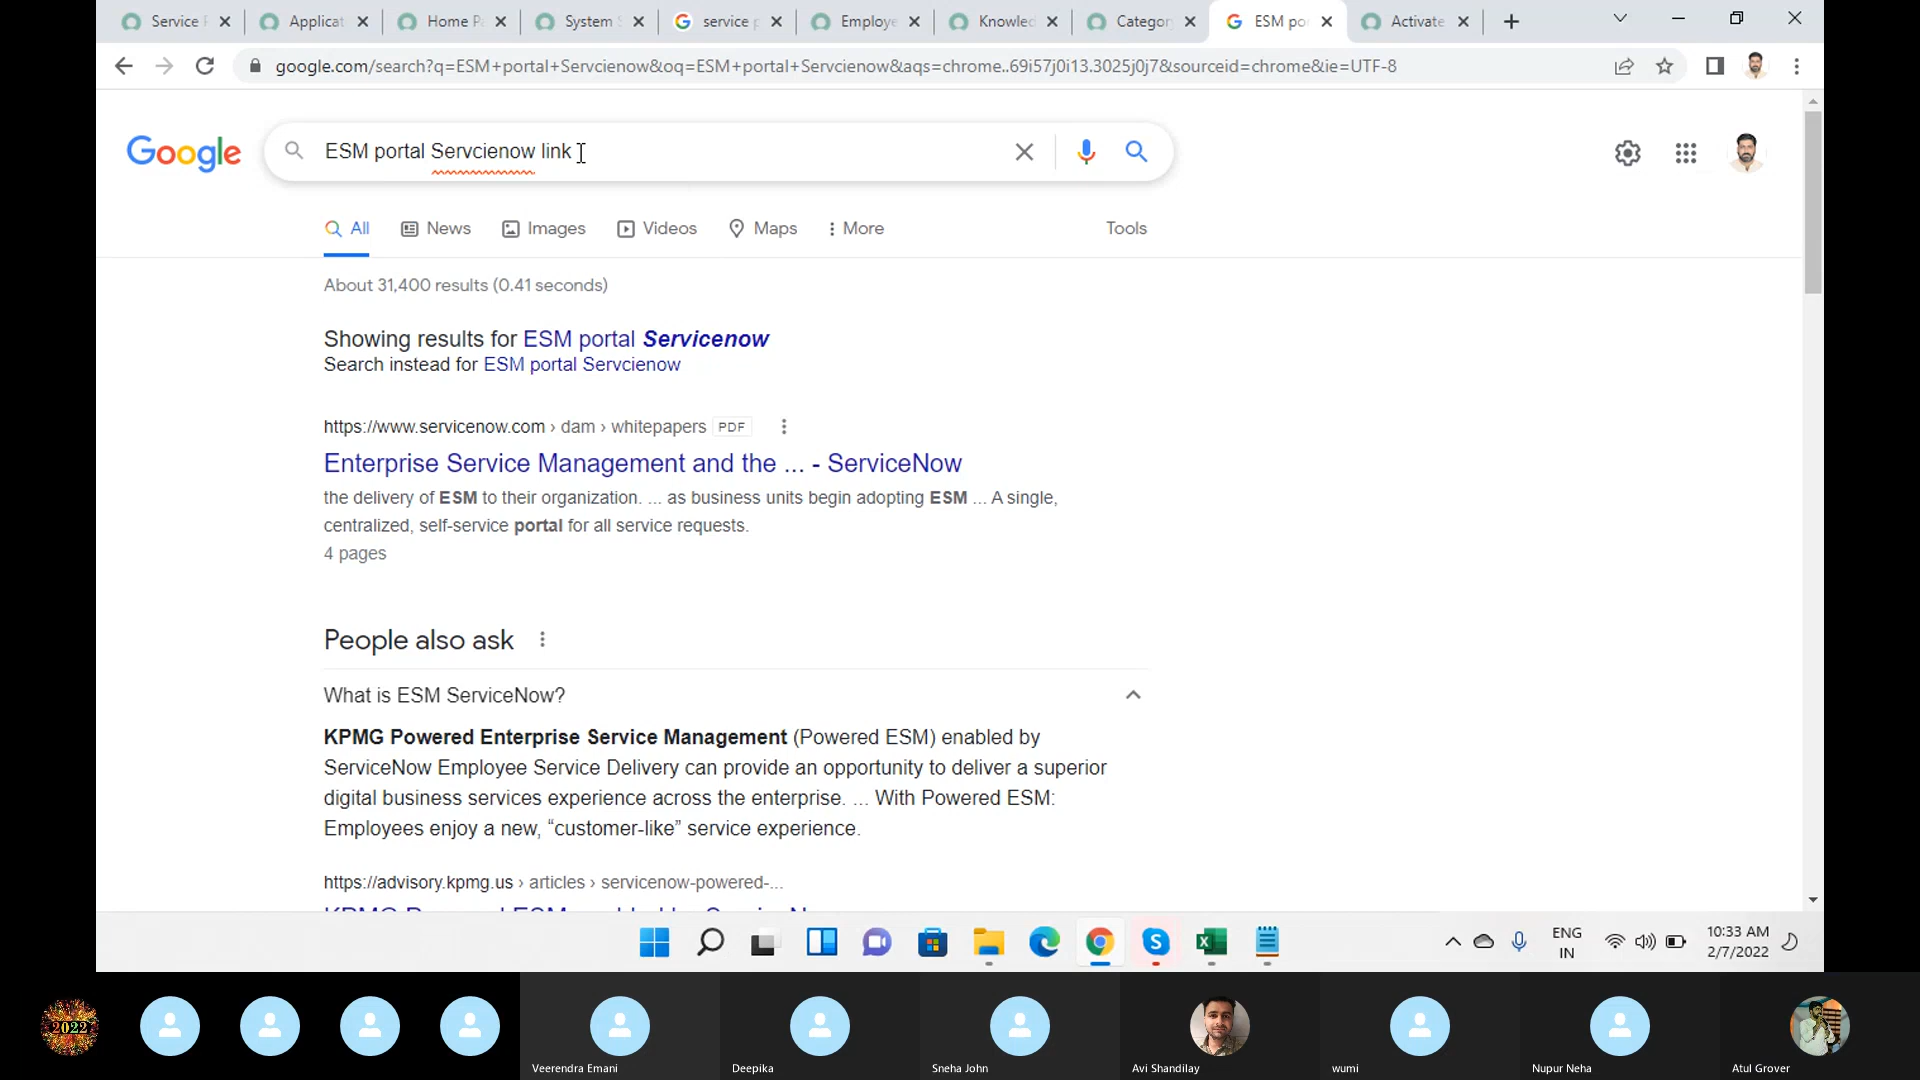 Service
Applicat
Home P
System
service
Employe
Knowled
Categor
ESM po
Activate
google.com/search?q=ESM+portal+Servcienow&oq=ESM+portal+Servcienow&aqs=chrome..69i57j0i13.3025j0j7&sourceid=chrome&ie=UTF-8
Google
ESM portal Servcienow link
All
News
Images
Videos
Maps
More
Tools
About 31,400 results (0.41 seconds)
Showing results for ESM portal Servicenow
Search instead for ESM portal Servcienow
https://www.servicenow.com › dam › whitepapers PDF
Enterprise Service Management and the ... - ServiceNow
the delivery of ESM to their organization. ... as business units begin adopting ESM ... A single,
centralized, self-service portal for all service requests.
4 pages
People also ask
What is ESM ServiceNow?
KPMG Powered Enterprise Service Management (Powered ESM) enabled by
ServiceNow Employee Service Delivery can provide an opportunity to deliver a superior
digital business services experience across the enterprise. ... With Powered ESM:
Employees enjoy a new, “customer-like” service experience.
https://advisory.kpmg.us › articles › servicenow-powered-...
ENG
IN
10:33 AM
2/7/2022
2022
Veerendra Emani
Deepika
Sneha John
Avi Shandilay
wumi
Nupur Neha
Atul Grover